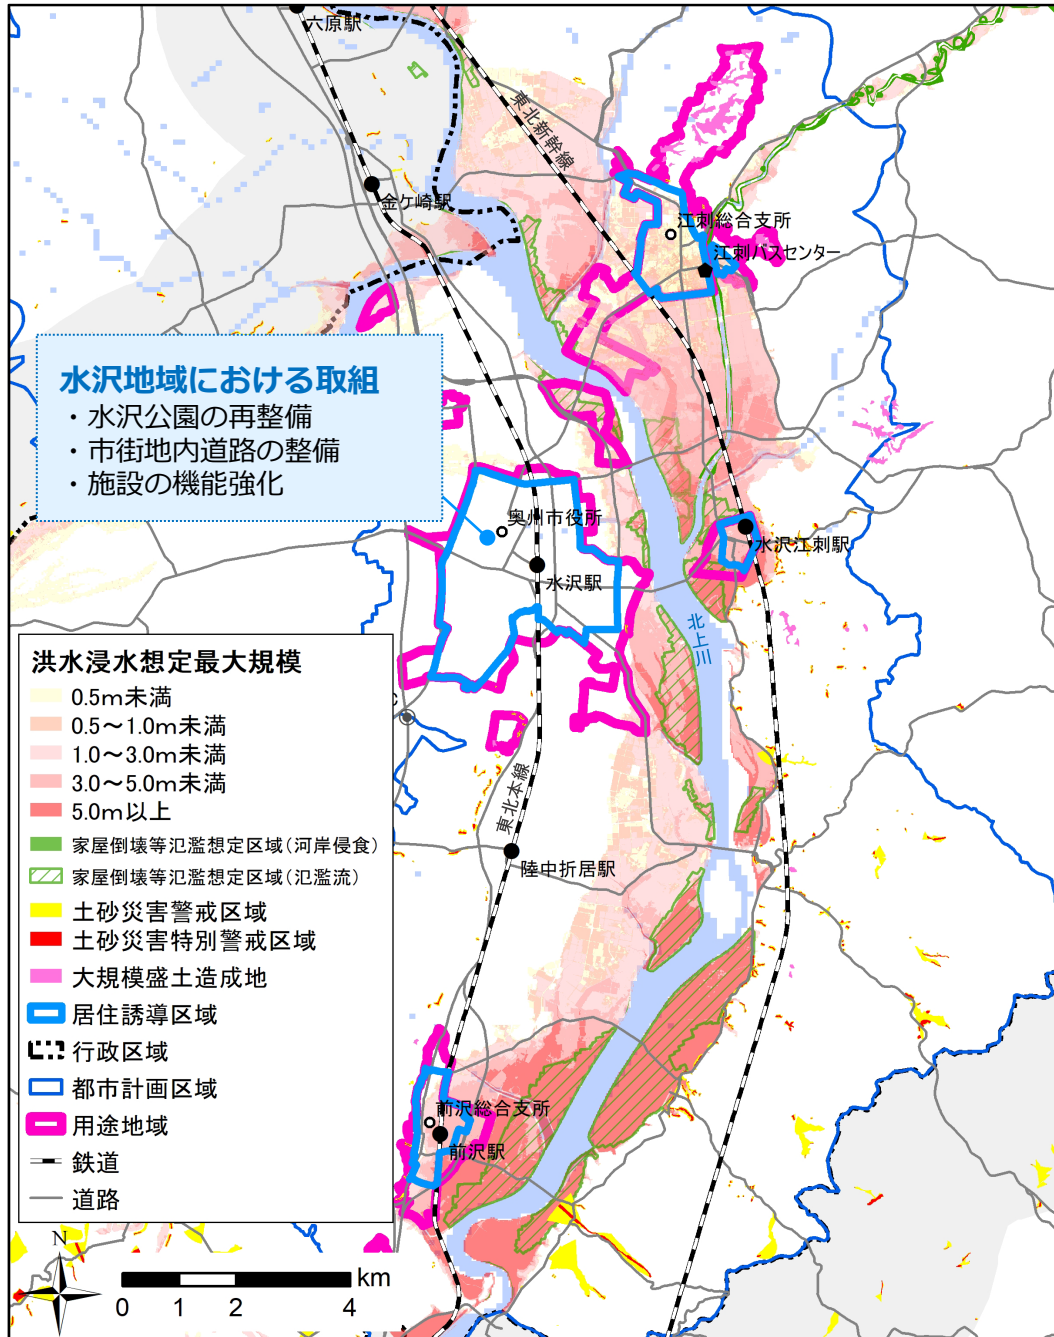 六原駅
東北新幹線
金ケ崎駅
江刺総合支所
江刺バスセンター
水沢地域における取組
・水沢公園の再整備
・市街地内道路の整備
・施設の機能強化
奥州市役所
水沢江刺駅
水沢駅
北上川
洪水浸水想定最大規模
0.5m未満
0.5～1.0m未満
1.0～3.0m未満
3.0～5.0m未満
5.0m以上
家屋倒壊等氾濫想定区域(河岸侵食)
家屋倒壊等氾濫想定区域(氾濫流)
土砂災害警戒区域
土砂災害特別警戒区域
大規模盛土造成地
居住誘導区域
行政区域
都市計画区域
用途地域
鉄道
道路
東北本線
陸中折居駅
前沢総合支所
前沢駅
N
km
0 1 2 4